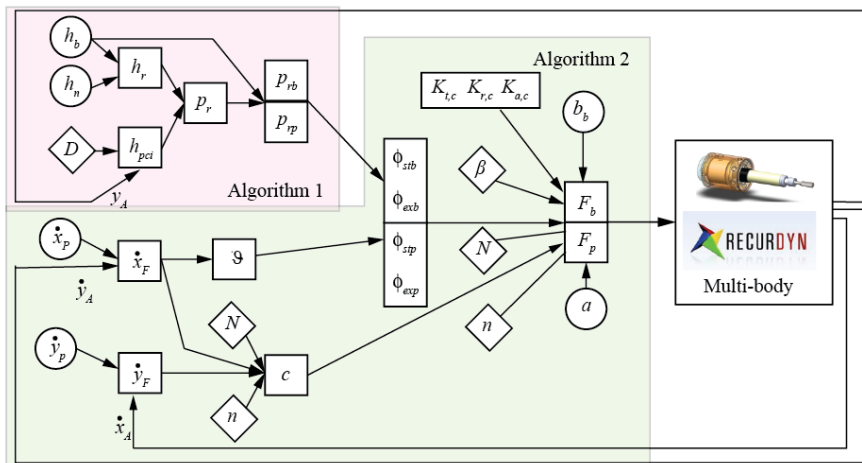 h_b
h_n
h_r
p_r
p_rb
p_rp
D
h_pci
y_A
Algorithm 1
Algorithm 2
K_t,c K_r,c K_a,c
b_b
β
ϕ_stb
ϕ_exb
ϕ_stp
ϕ_exp
F_b
F_p
N
n
a
RECURDYN
Multi-body
ẋ_P
ẋ_F
ϑ
ẏ_A
N
ẏ_p
ẏ_F
c
n
ẋ_A